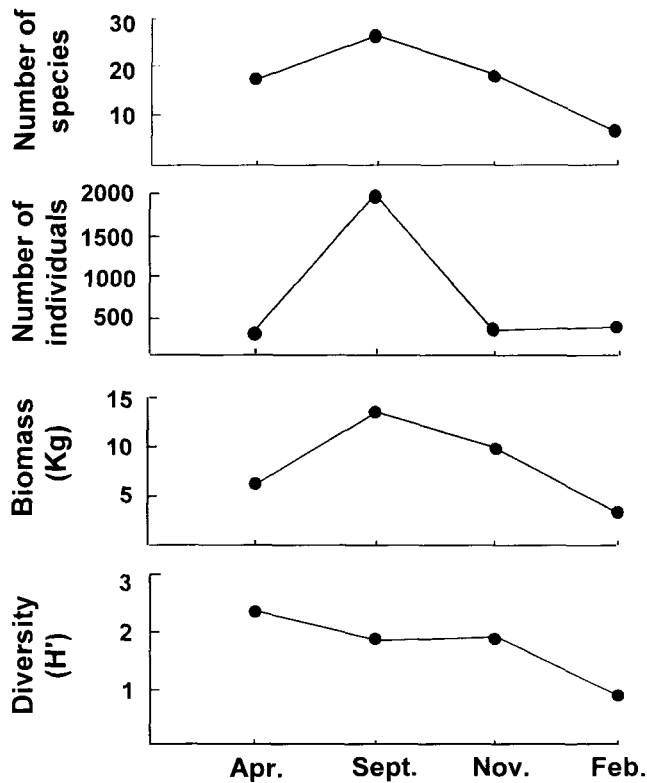 Number of
species
30
20
10
Number of
individuals
2000
1500
1000
500
Biomass
(Kg)
15
10
5
Diversity
(H')
3
2
1
Apr. Sept. Nov. Feb.